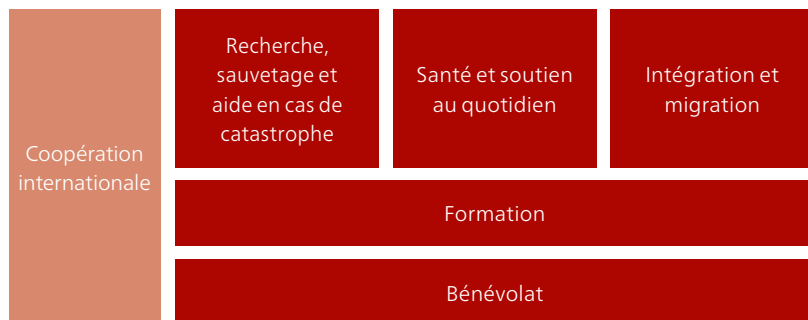 Coopération
internationale
Recherche,
sauvetage et
aide en cas de
catastrophe
Santé et soutien
au quotidien
Intégration et
migration
Formation
Bénévolat